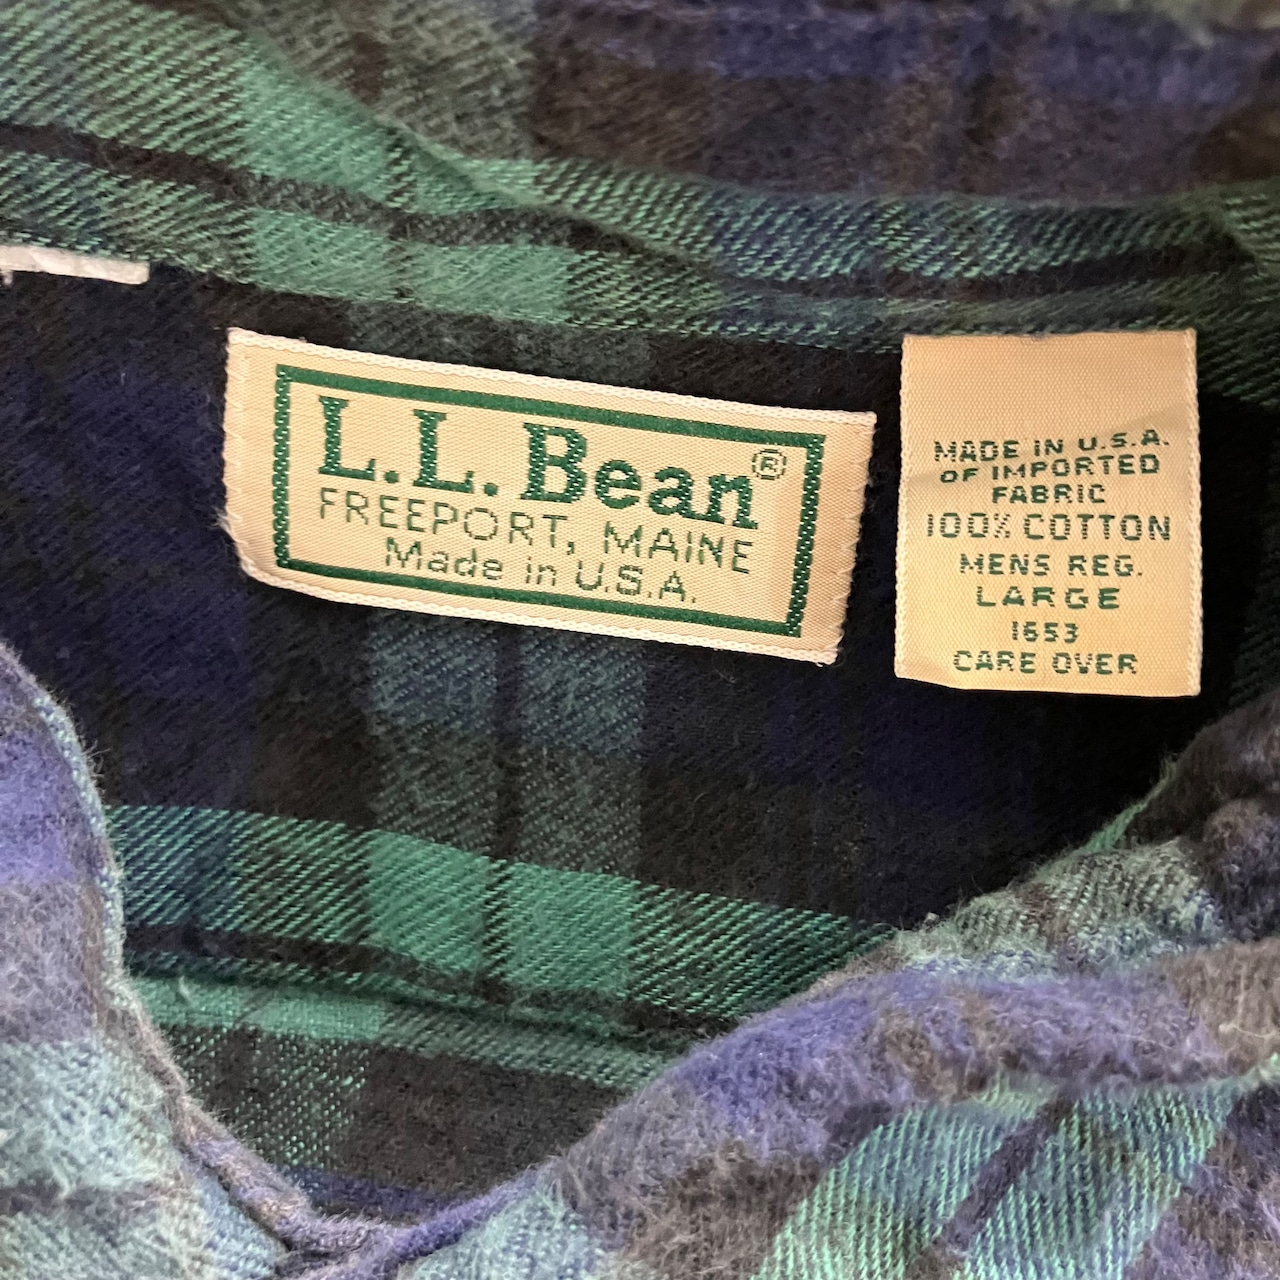 L.L.Bean®
FREEPORT, MAINE
Made in U.S.A.
MADE IN U.S.A.
OF IMPORTED
FABRIC
100% COTTON
MENS REG.
LARGE
1653
CARE OVER